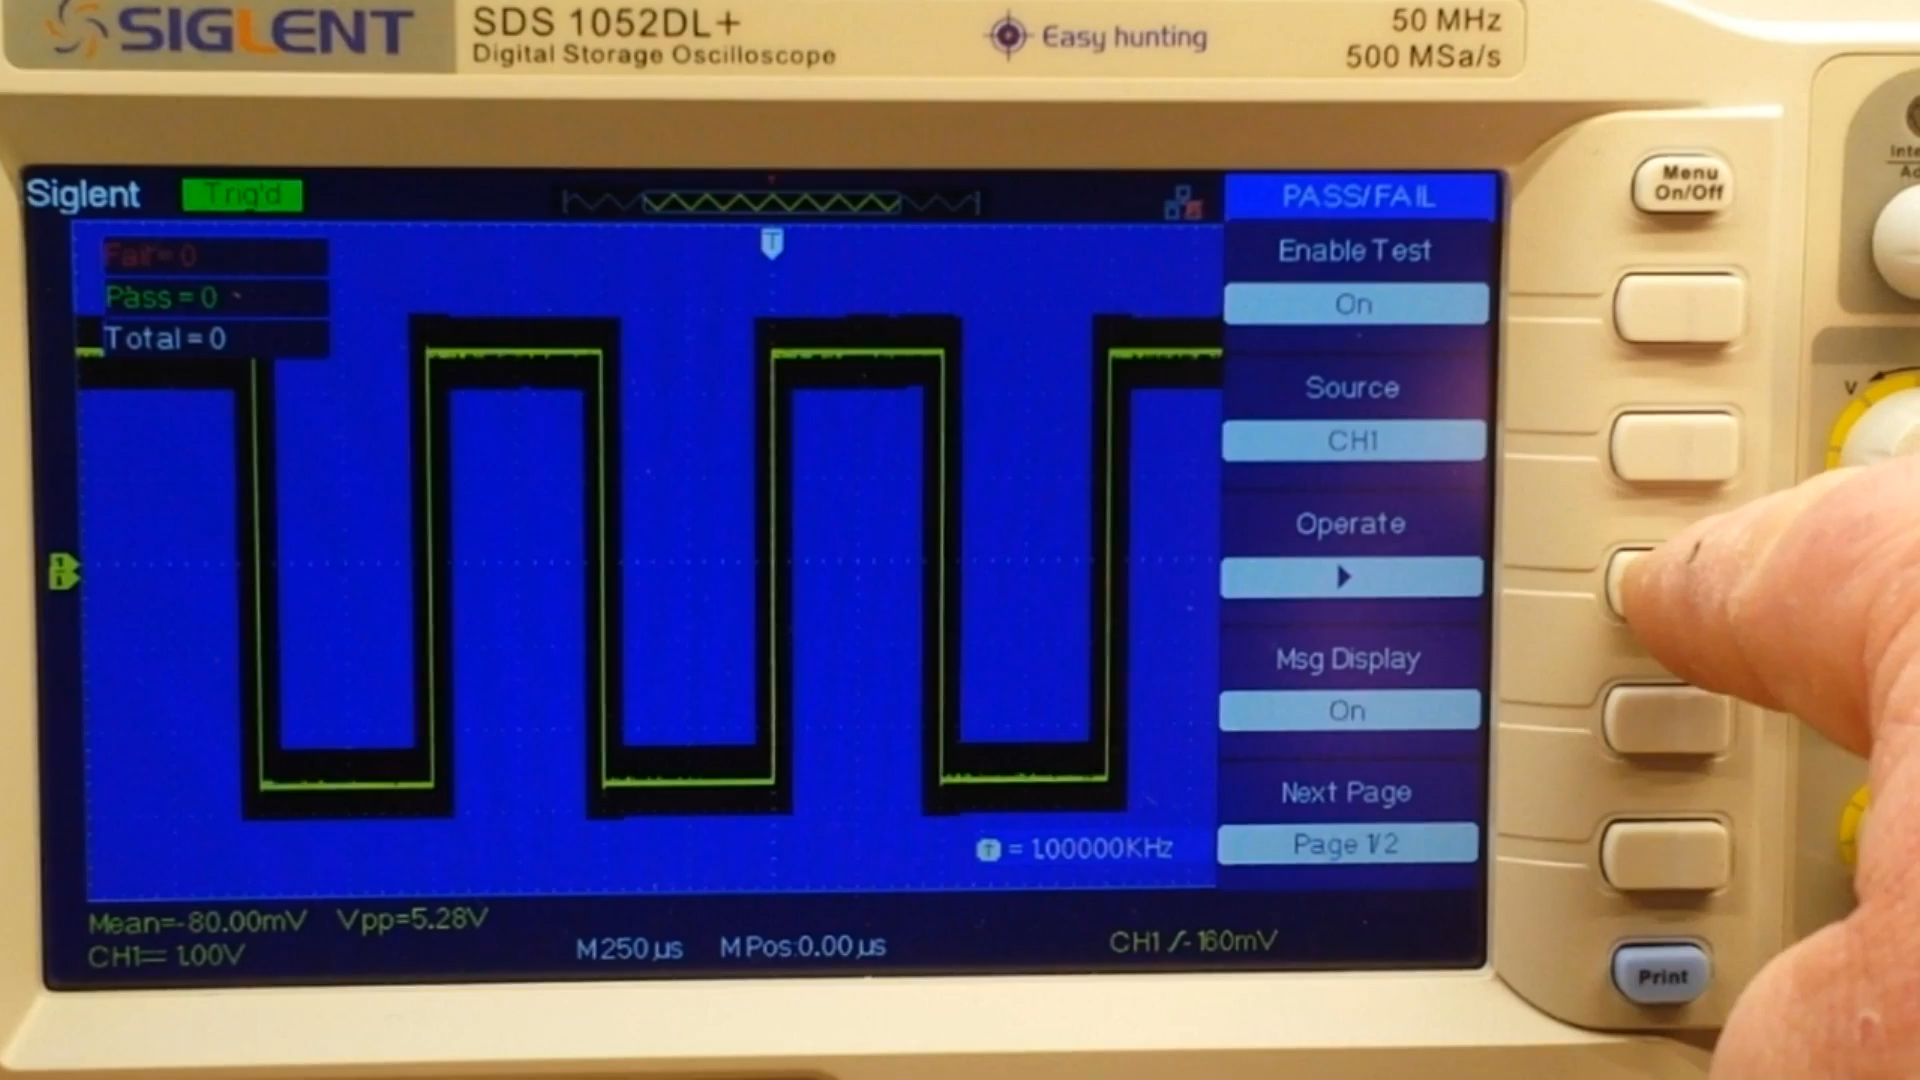 SIGLENT
SDS 1052DL+
Digital Storage Oscilloscope
Easy hunting
50 MHz
500 MSa/s
Siglent
Trig'd
T
Fail= 0
Pass = 0
Total = 0
PASS/FAIL
Enable Test
On
Source
CH1
Operate
Msg Display
On
Next Page
Page 1/2
T = 1.00000KHz
Mean=-80.00mV Vpp=5.28V
CH1 1.00V
M 250µs M Pos:0.00µs
CH1 -160mV
Menu
On/Off
Print
V